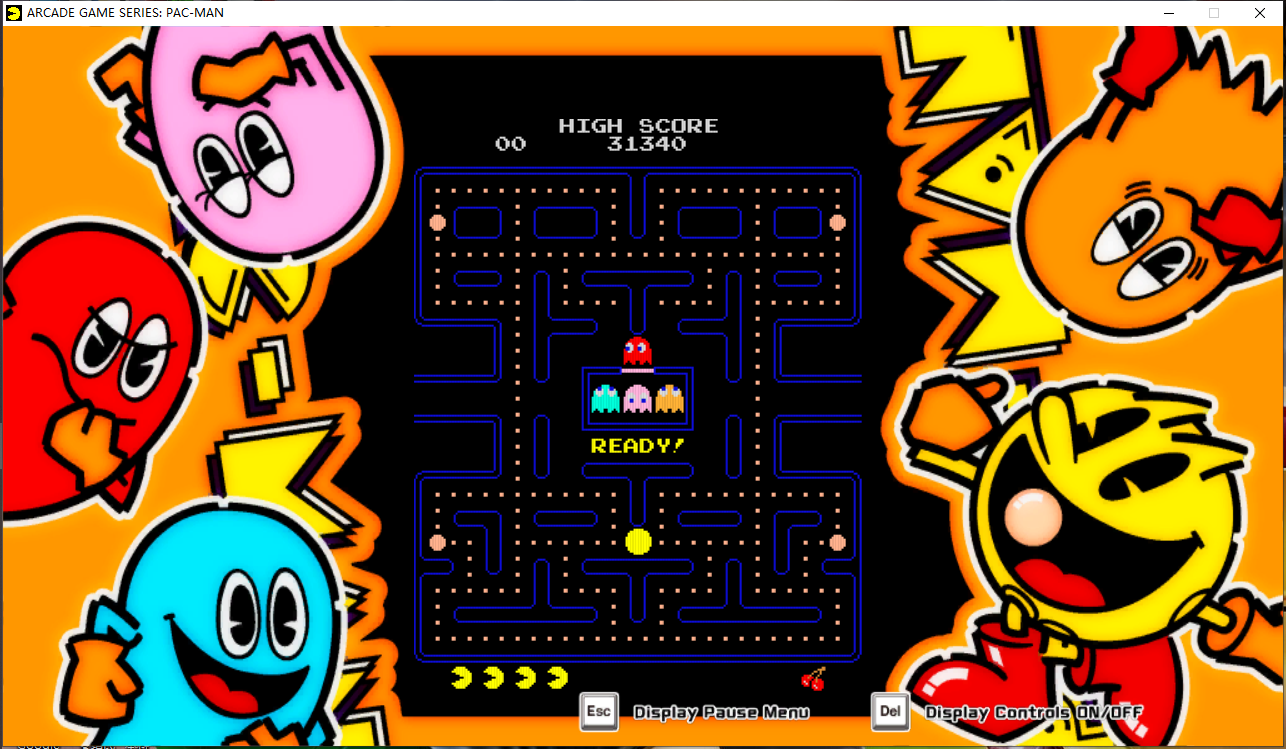 ARCADE GAME SERIES: PAC-MAN
HIGH SCORE
00 31340
READY!
Esc Display Pause Menu
Del Display Controls ON/OFF